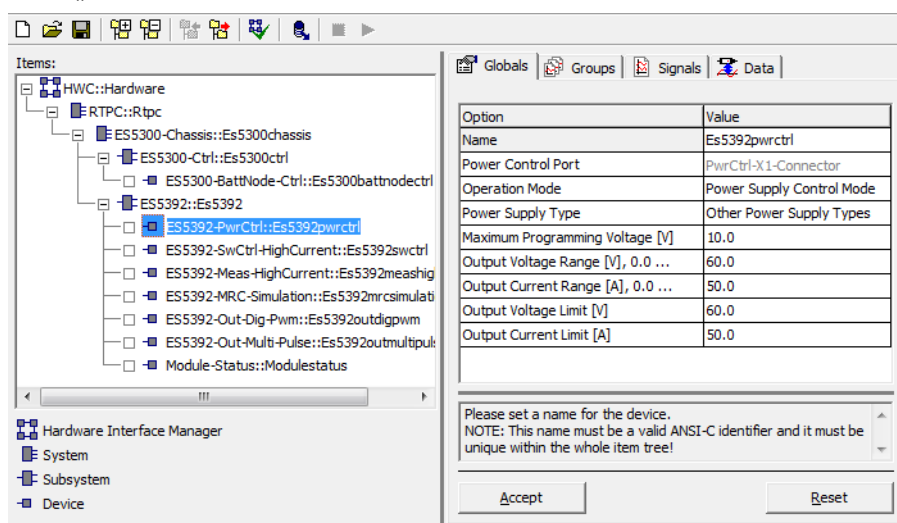 Items:
HWC::Hardware
RTPC::Rtpc
ES5300-Chassis::Es5300chassis
ES5300-Ctrl::Es5300ctrl
ES5300-BattNode-Ctrl::Es5300battnodectrl
ES5392::Es5392
ES5392-PwrCtrl::Es5392pwrctrl
ES5392-SwCtrl-HighCurrent::Es5392swctrl
ES5392-Meas-HighCurrent::Es5392meashig
ES5392-MRC-Simulation::Es5392mrcsimulati
ES5392-Out-Dig-Pwm::Es5392outdigpwm
ES5392-Out-Multi-Pulse::Es5392outmultipul
Module-Status::Modulestatus
Hardware Interface Manager
System
Subsystem
Device
Globals Groups Signals Data
Option Value
Name Es5392pwrctrl
Power Control Port PwrCtrl-X1-Connector
Operation Mode Power Supply Control Mode
Power Supply Type Other Power Supply Types
Maximum Programming Voltage [V] 10.0
Output Voltage Range [V], 0.0 ... 60.0
Output Current Range [A], 0.0 ... 50.0
Output Voltage Limit [V] 60.0
Output Current Limit [A] 50.0
Please set a name for the device.
NOTE: This name must be a valid ANSI-C identifier and it must be
unique within the whole item tree!
Accept Reset